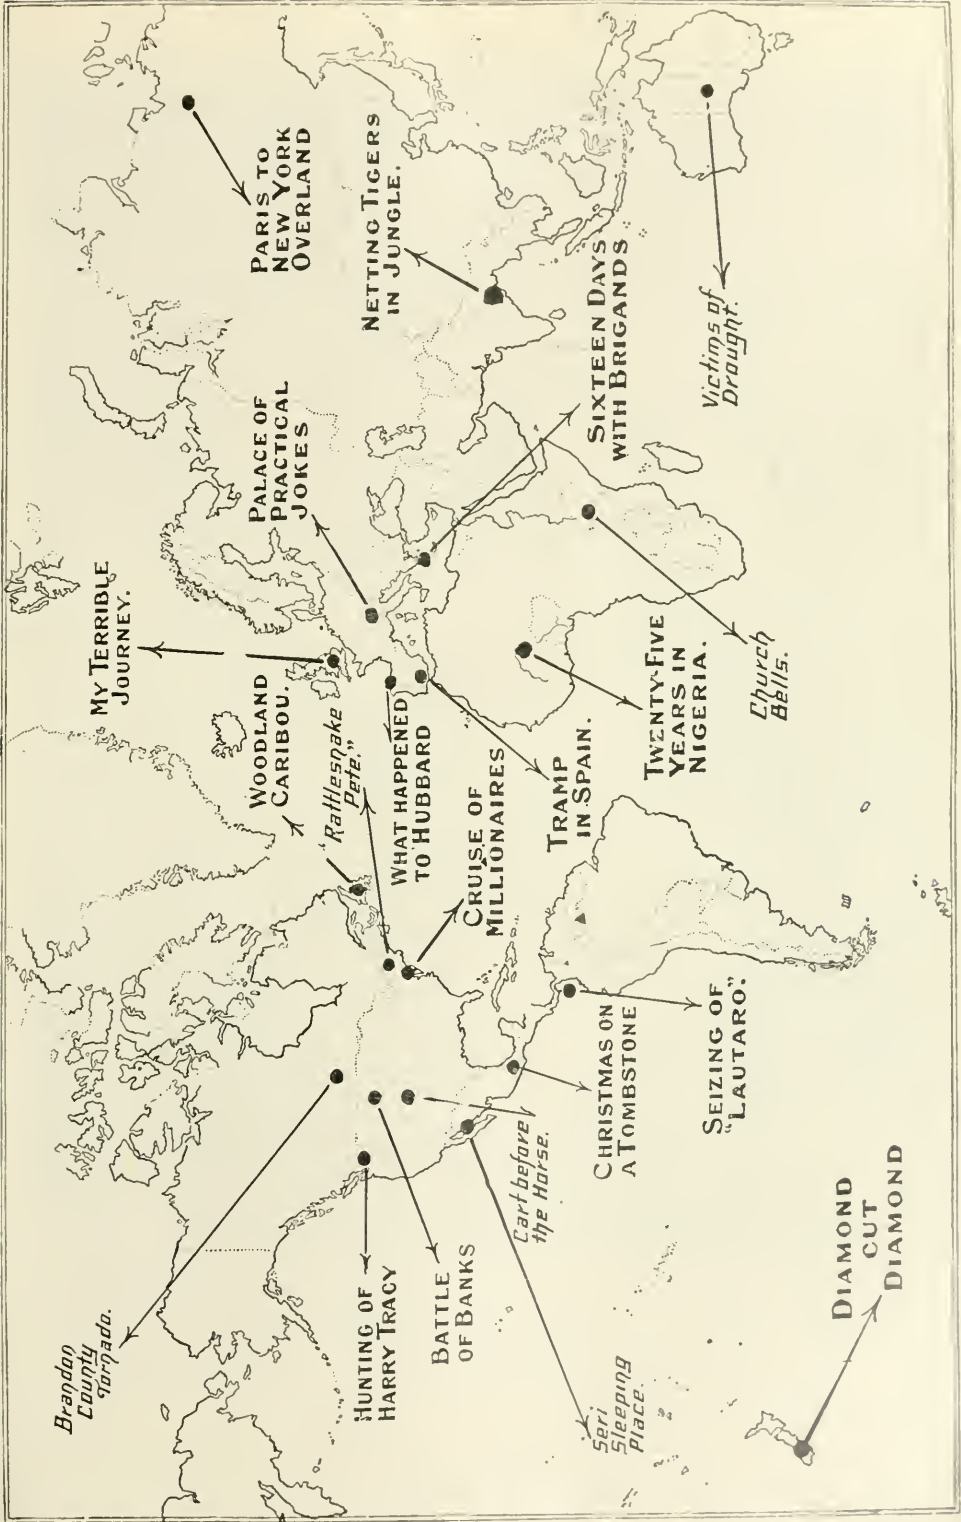 Brandon
County
Tornado.
MY TERRIBLE
JOURNEY.
WOODLAND
CARIBOU.
PALACE OF
PRACTICAL
JOKES
PARIS TO
NEW YORK
OVERLAND
"Rattlesnake
Pete."
HUNTING OF
HARRY TRACY
NETTING TIGERS
IN JUNGLE.
WHAT HAPPENED
TO HUBBARD
BATTLE
OF BANKS
CRUISE OF
MILLIONAIRES
Cart before
the Horse.
TRAMP
IN SPAIN.
SIXTEEN DAYS
WITH BRIGANDS
Seri
Sleeping
Place.
CHRISTMAS ON
A TOMBSTONE
TWENTY-FIVE
YEARS IN
NIGERIA.
SEIZING OF
"LAUTARO."
Church
Bells.
Victims of
Draught.
DIAMOND
CUT
DIAMOND